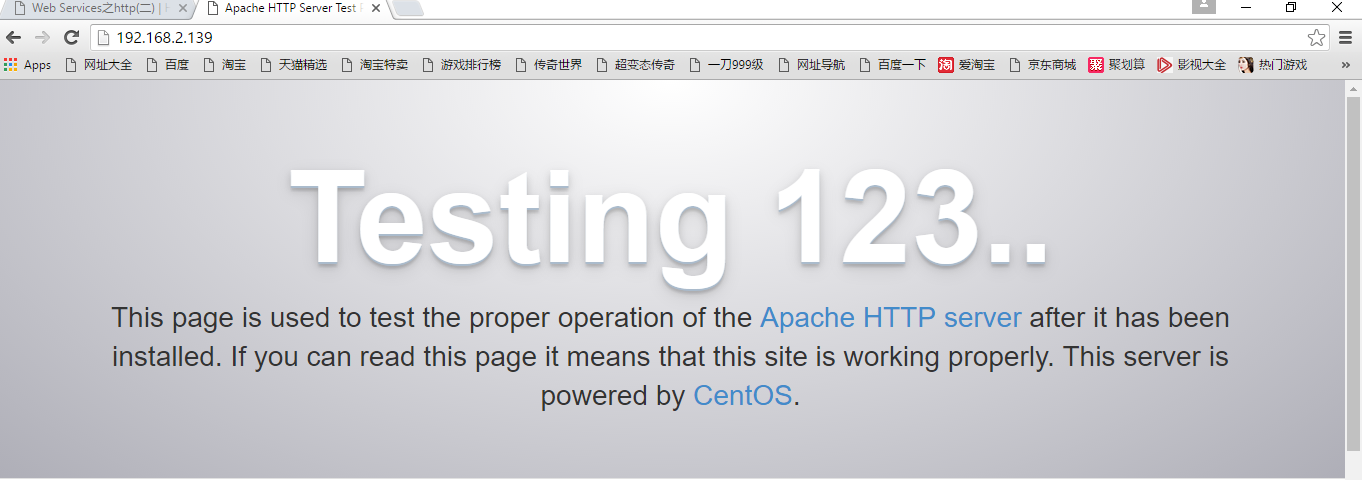 Web Services之http(二) |
Apache HTTP Server Test
192.168.2.139
Apps 网址大全 百度 淘宝 天猫精选 淘宝特卖 游戏排行榜 传奇世界 超变态传奇 一刀999级 网址导航 百度一下 淘 爱淘宝 京东商城 聚 聚划算 影视大全 热门游戏 »
Testing 123..
This page is used to test the proper operation of the Apache HTTP server after it has been
installed. If you can read this page it means that this site is working properly. This server is
powered by CentOS.